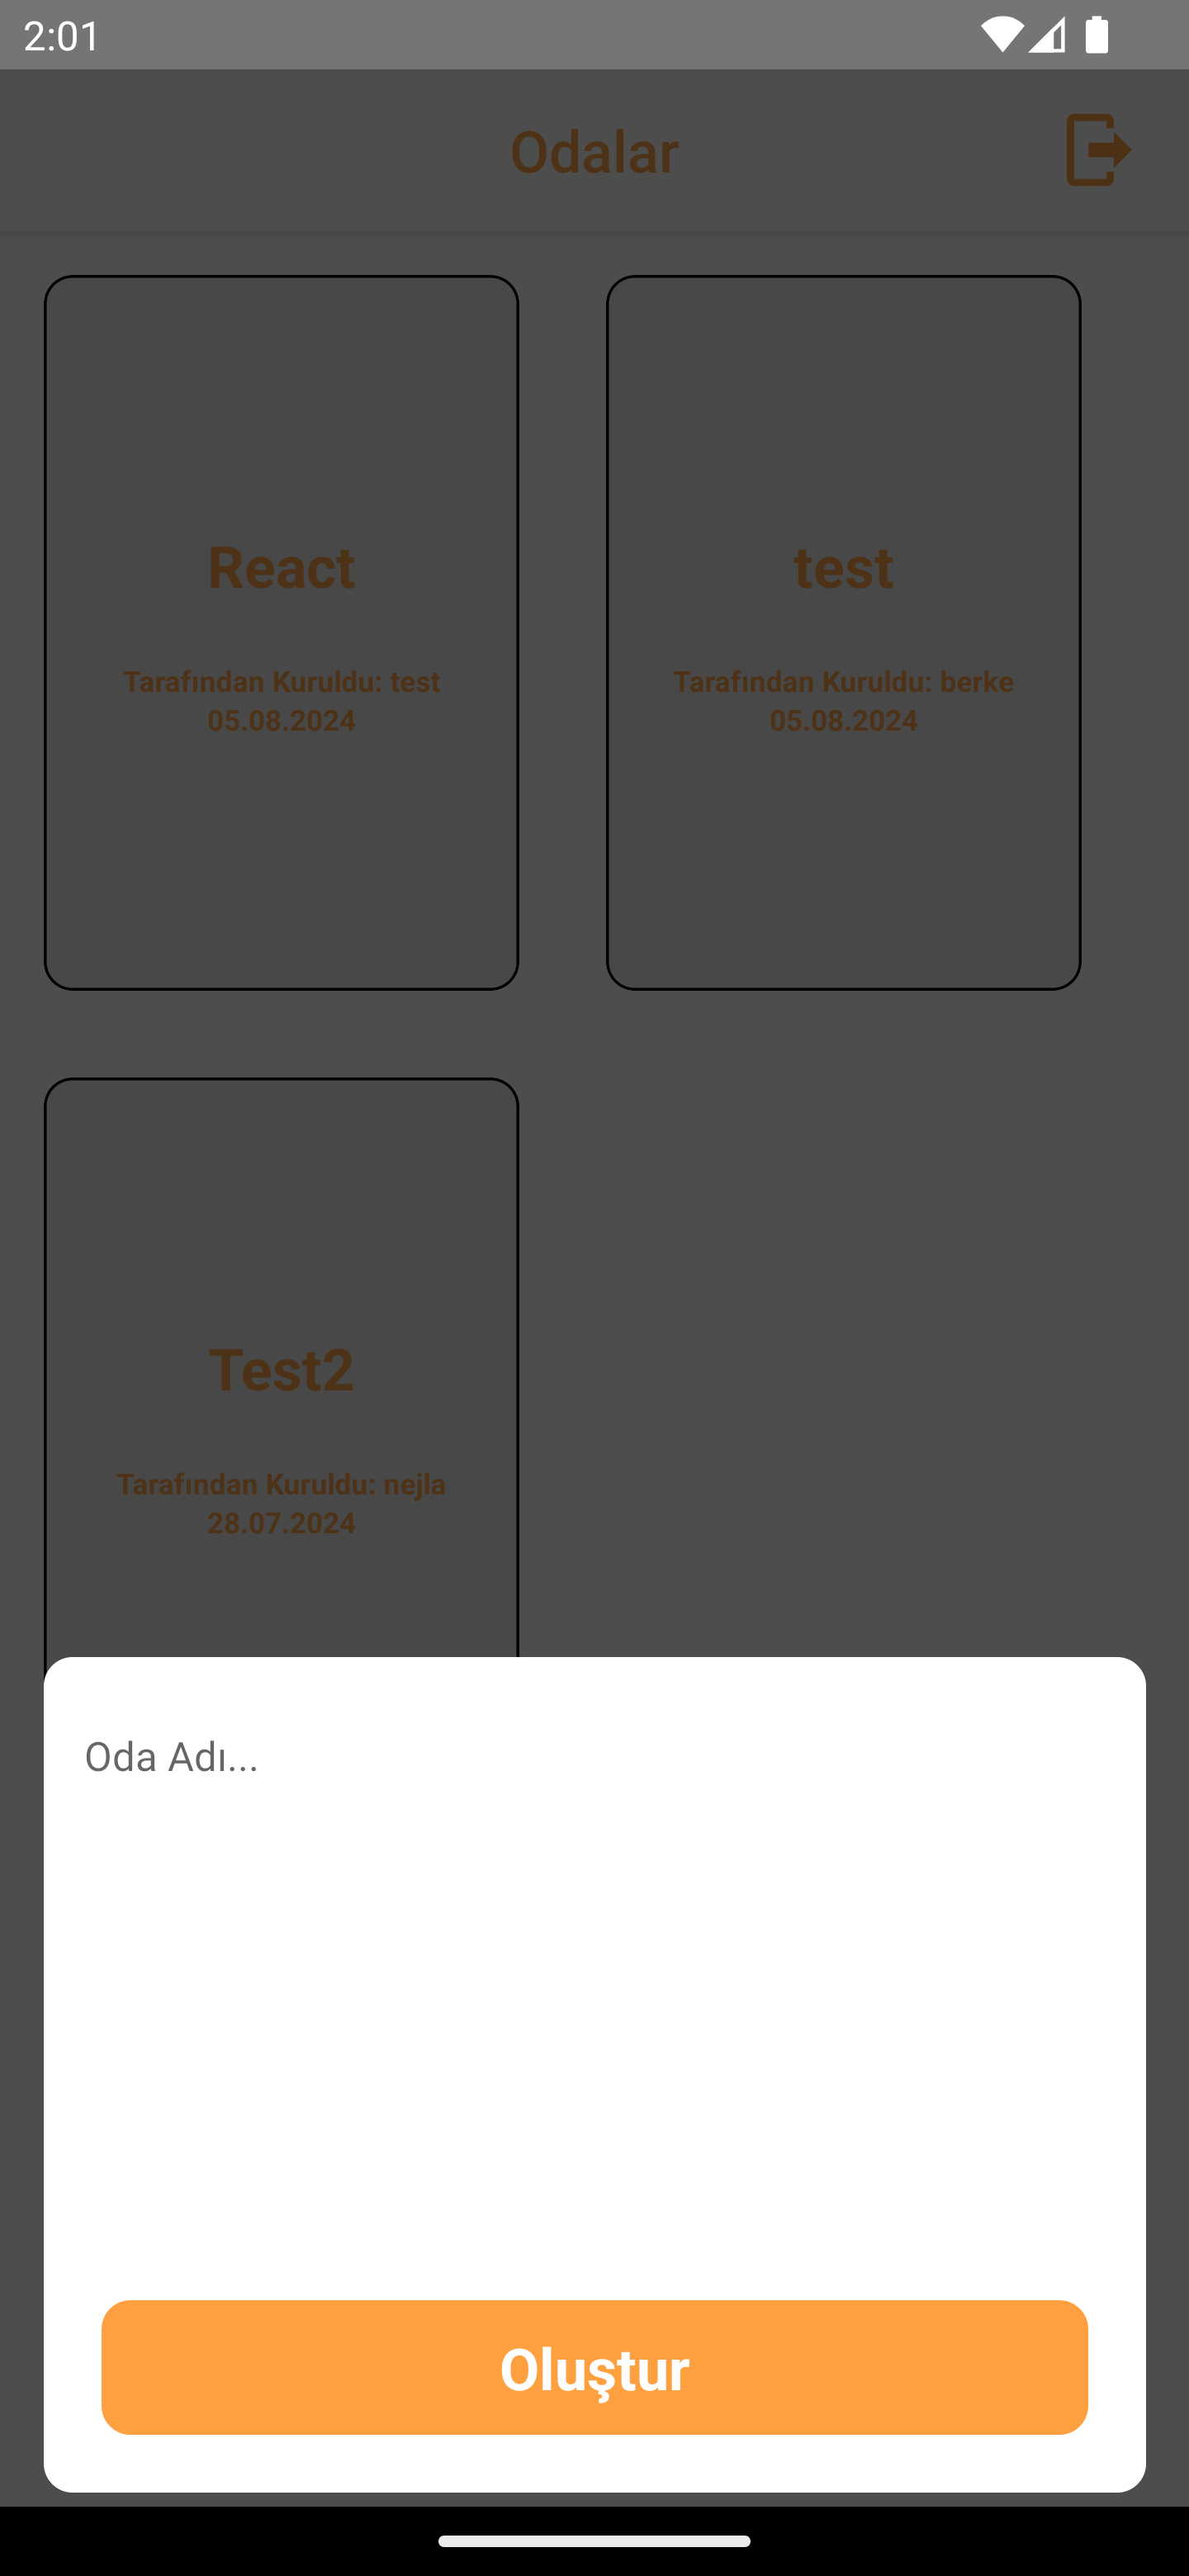 2:01
Odalar
React
Tarafından Kuruldu: test
05.08.2024
test
Tarafından Kuruldu: berke
05.08.2024
Test2
Tarafından Kuruldu: nejla
28.07.2024
Oda Adı...
Oluştur